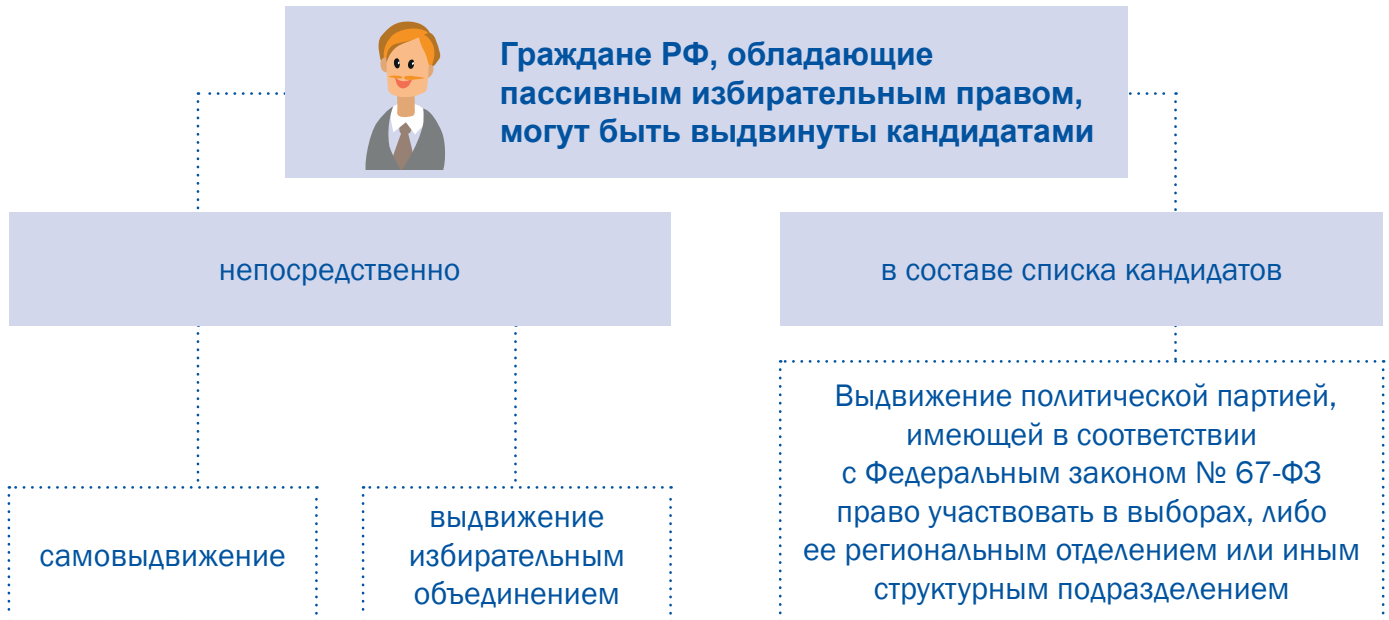 Граждане РФ, обладающие
пассивным избирательным правом,
могут быть выдвинуты кандидатами
непосредственно
в составе списка кандидатов
самовыдвижение
выдвижение
избирательным
объединением
Выдвижение политической партией,
имеющей в соответствии
с Федеральным законом № 67-ФЗ
право участвовать в выборах, либо
ее региональным отделением или иным
структурным подразделением